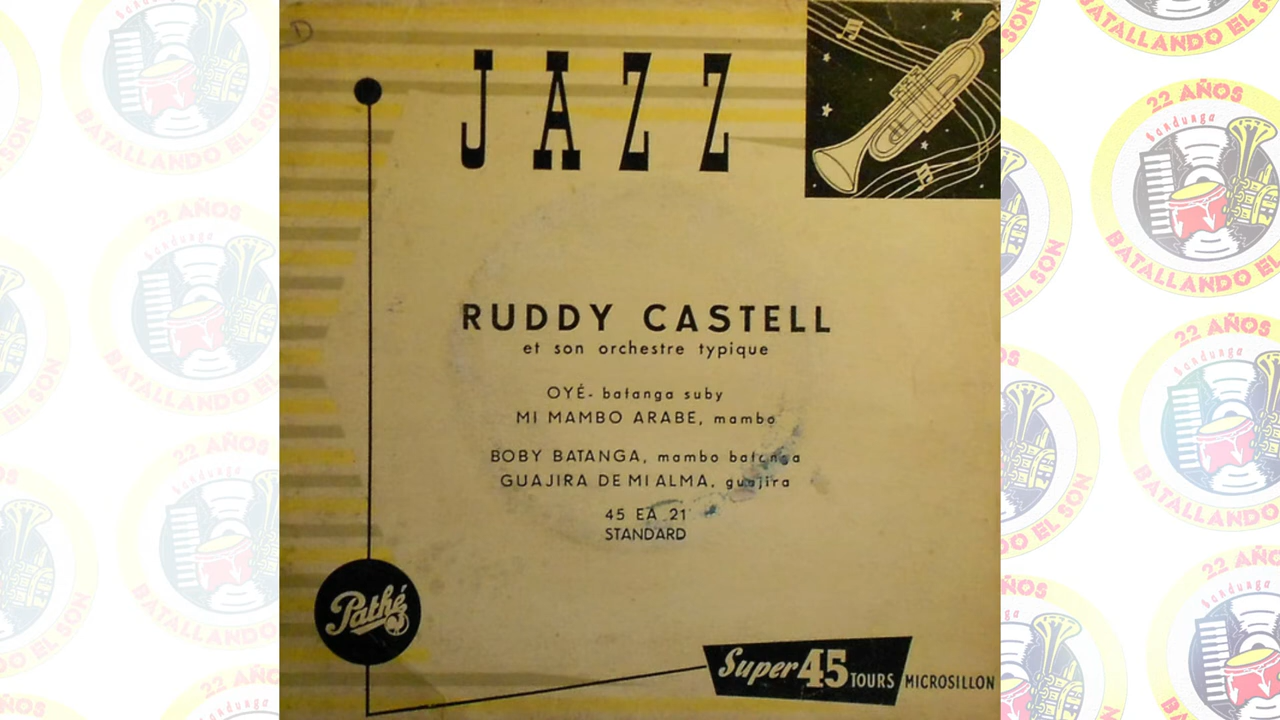 JAZZ
RUDDY CASTELL
et son orchestre typique
OYÉ- batanga suby
MI MAMBO ARABE, mambo
BOBY BATANGA, mambo batanga
GUAJIRA DE MI ALMA, guajira
45 EA 21
STANDARD
Pathé
Super 45 TOURS MICROSILLON
22 AÑOS
Sandunga
BATALLANDO EL SON